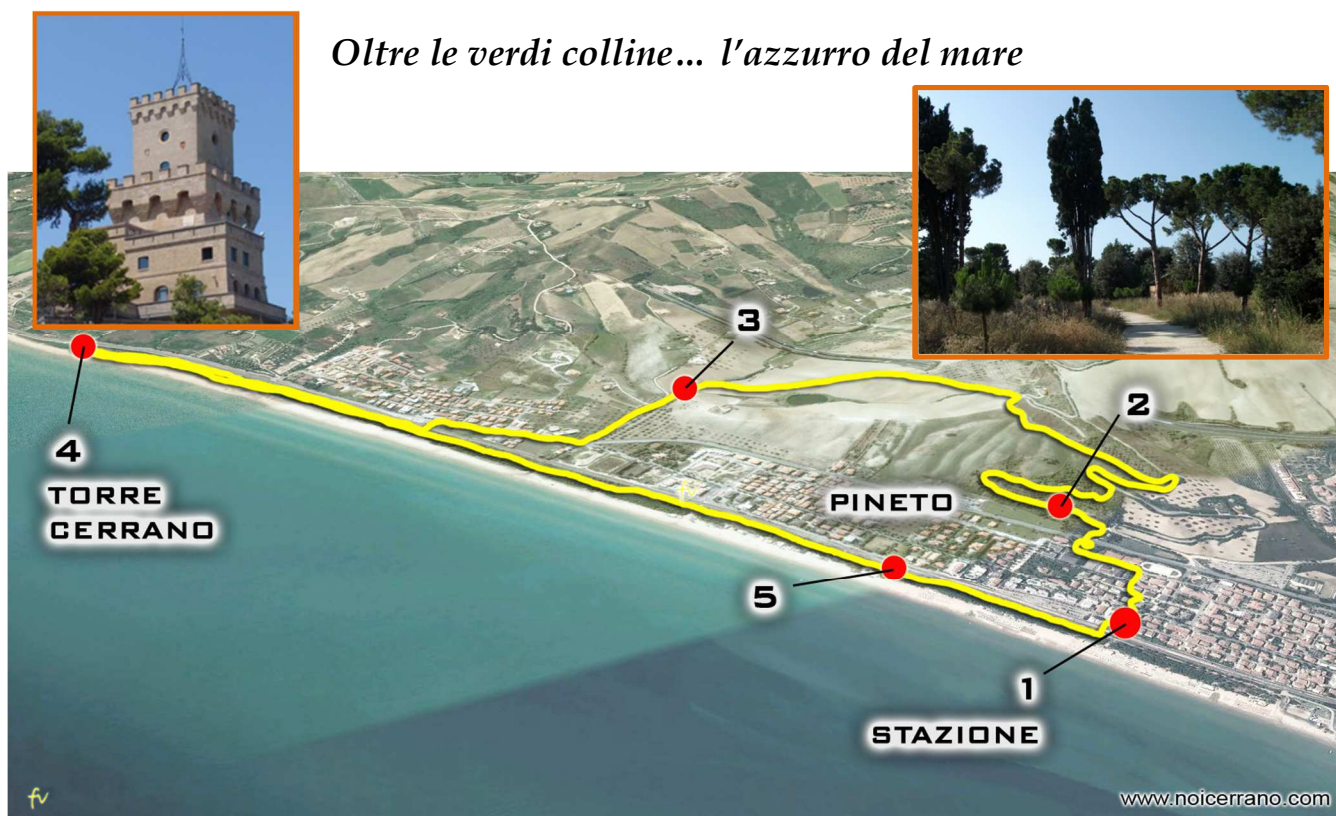 Oltre le verdi colline… l’azzurro del mare
3
2
4
TORRE
CERRANO
PINETO
fv
5
1
STAZIONE
fv
www.noicerrano.com